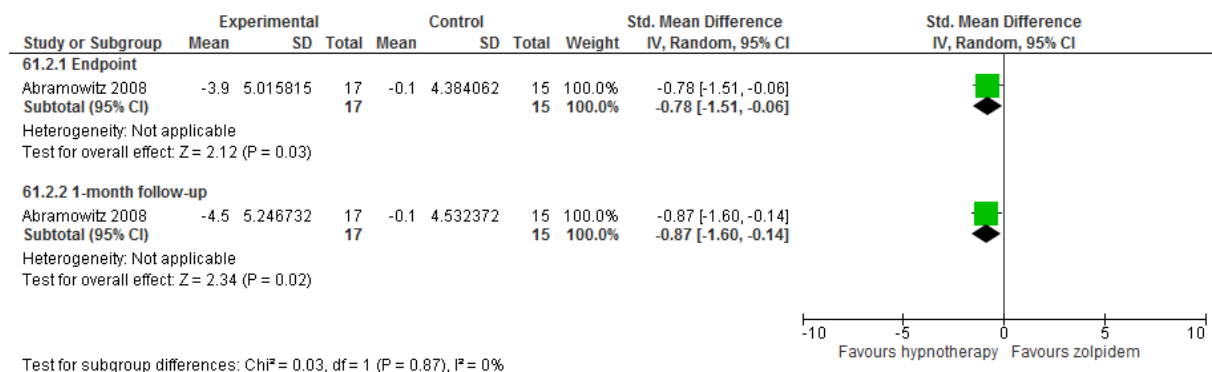 Experimental Control Std. Mean Difference Std. Mean Difference
Study or Subgroup Mean SD Total Mean SD Total Weight IV, Random, 95% CI IV, Random, 95% CI
61.2.1 Endpoint
Abramowitz 2008 -3.9 5.015815 17 -0.1 4.384062 15 100.0% -0.78 [-1.51, -0.06]
Subtotal (95% CI) 17 15 100.0% -0.78 [-1.51, -0.06]
Heterogeneity: Not applicable
Test for overall effect: Z = 2.12 (P = 0.03)
61.2.2 1-month follow-up
Abramowitz 2008 -4.5 5.246732 17 -0.1 4.532372 15 100.0% -0.87 [-1.60, -0.14]
Subtotal (95% CI) 17 15 100.0% -0.87 [-1.60, -0.14]
Heterogeneity: Not applicable
Test for overall effect: Z = 2.34 (P = 0.02)
-10 -5 0 5 10
Favours hypnotherapy Favours zolpidem
Test for subgroup differences: Chi² = 0.03, df = 1 (P = 0.87), I² = 0%